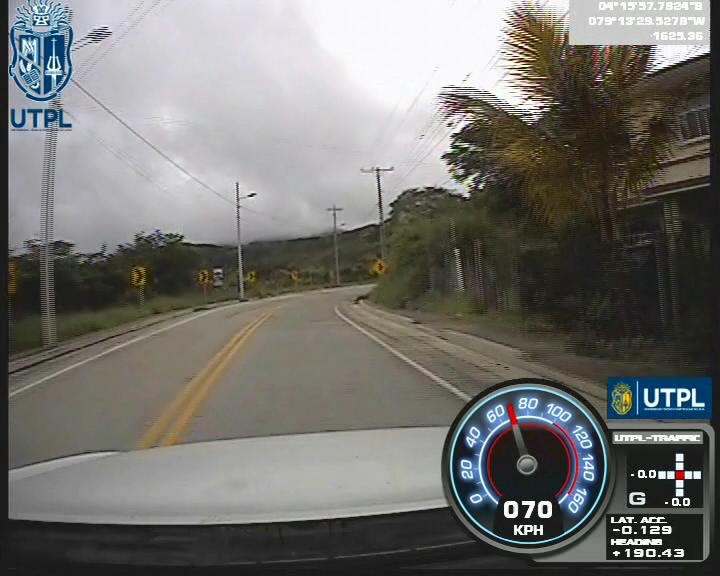 UTPL
04°15'57.7824"S
079°13'29.5278"W
1625.36
UTPL
UTPL-TRAFFIC
0 20 40 60 80 100 120 140 160
070
KPH
-0.0
G
-0.0
LAT. ACC.
-0.129
HEADING
+190.43